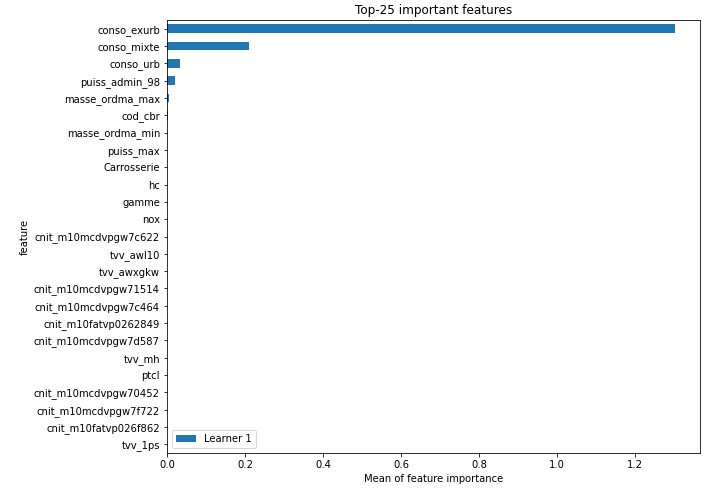 Top-25 important features
conso_exurb
conso_mixte
conso_urb
puiss_admin_98
masse_ordma_max
cod_cbr
masse_ordma_min
puiss_max
Carrosserie
hc
gamme
nox
cnit_m10mcdvpgw7c622
tvv_awl10
tvv_awxgkw
cnit_m10mcdvpgw71514
cnit_m10mcdvpgw7c464
cnit_m10fatvp0262849
cnit_m10mcdvpgw7d587
tvv_mh
ptcl
cnit_m10mcdvpgw70452
cnit_m10mcdvpgw7f722
cnit_m10fatvp026f862
tvv_1ps
feature
Learner 1
0.0 0.2 0.4 0.6 0.8 1.0 1.2
Mean of feature importance